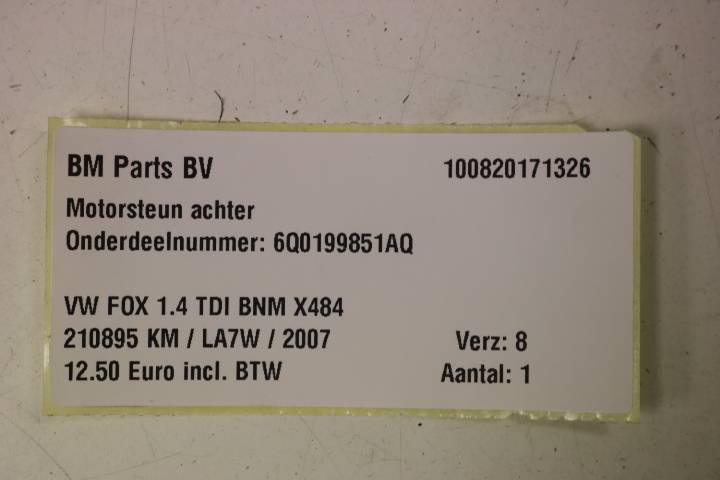 BM Parts BV 100820171326
Motorsteun achter
Onderdeelnummer: 6Q0199851AQ
VW FOX 1.4 TDI BNM X484
210895 KM / LA7W / 2007 Verz: 8
12.50 Euro incl. BTW Aantal: 1